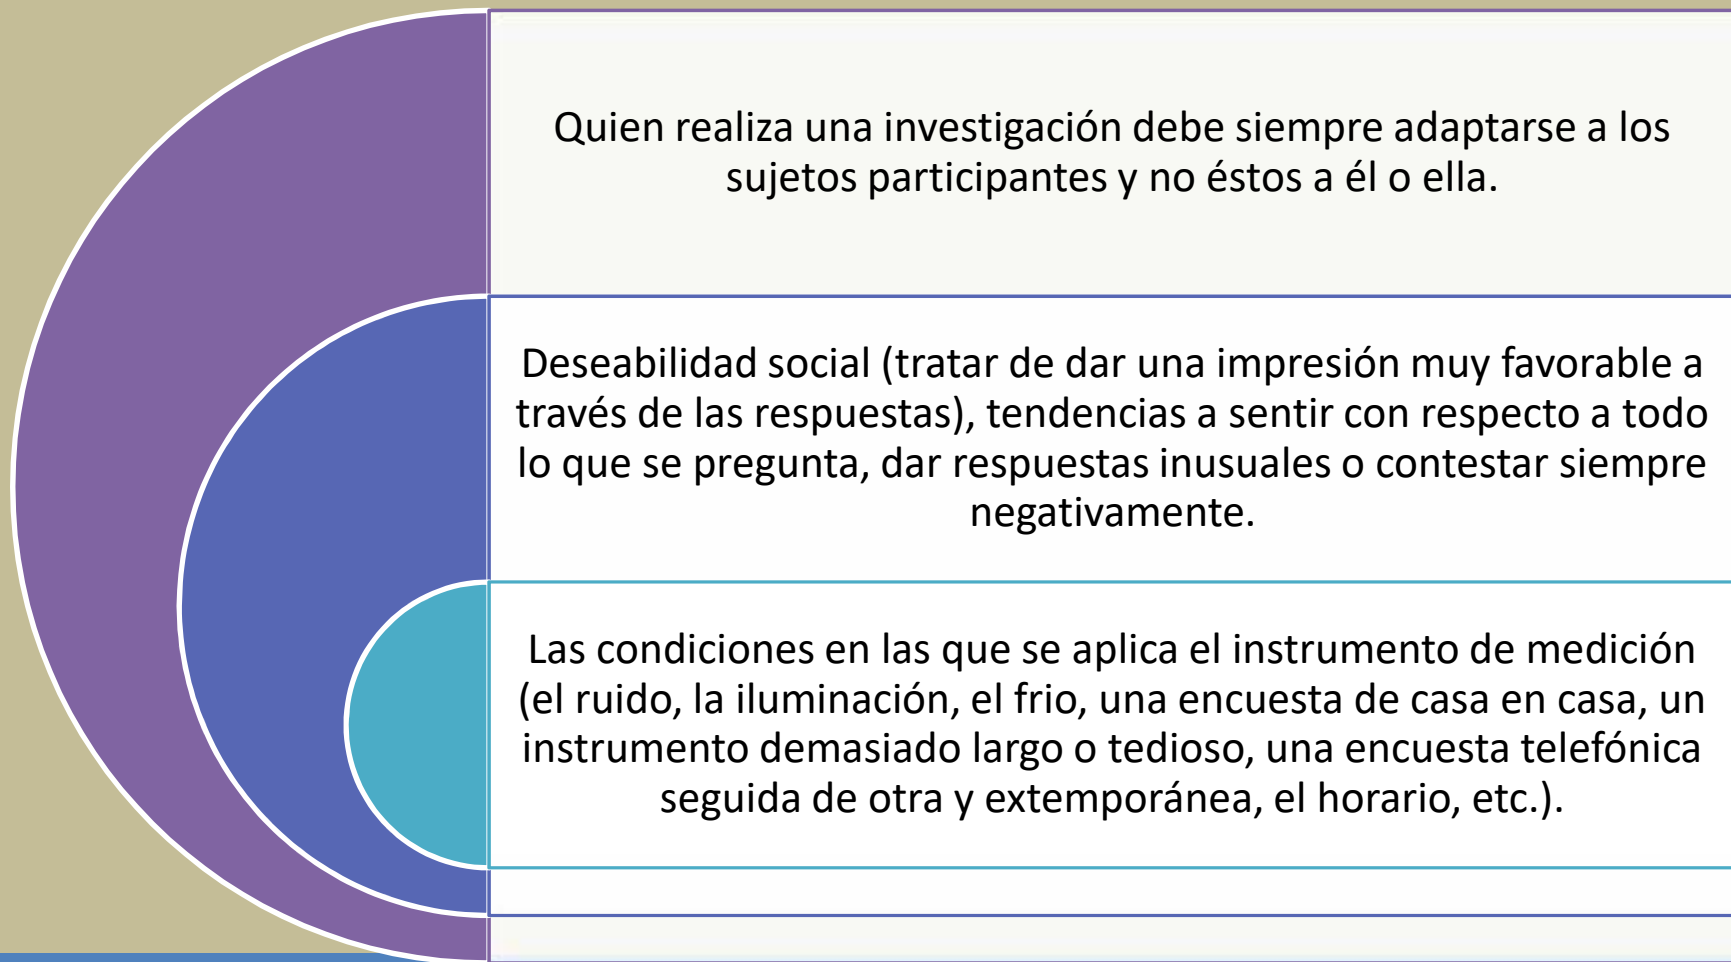 Quien realiza una investigación debe siempre adaptarse a los
sujetos participantes y no éstos a él o ella.
Deseabilidad social (tratar de dar una impresión muy favorable a
través de las respuestas), tendencias a sentir con respecto a todo
lo que se pregunta, dar respuestas inusuales o contestar siempre
negativamente.
Las condiciones en las que se aplica el instrumento de medición
(el ruido, la iluminación, el frio, una encuesta de casa en casa, un
instrumento demasiado largo o tedioso, una encuesta telefónica
seguida de otra y extemporánea, el horario, etc.).